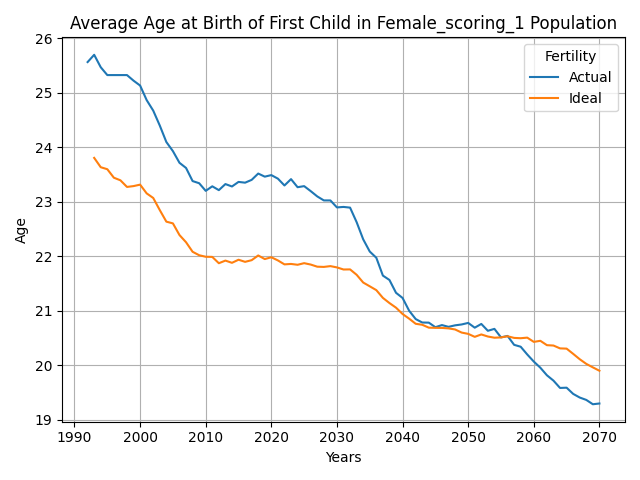 Average Age at Birth of First Child in Female_scoring_1 Population
Fertility
Actual
Ideal
Age
26
25
24
23
22
21
20
19
1990 2000 2010 2020 2030 2040 2050 2060 2070
Years